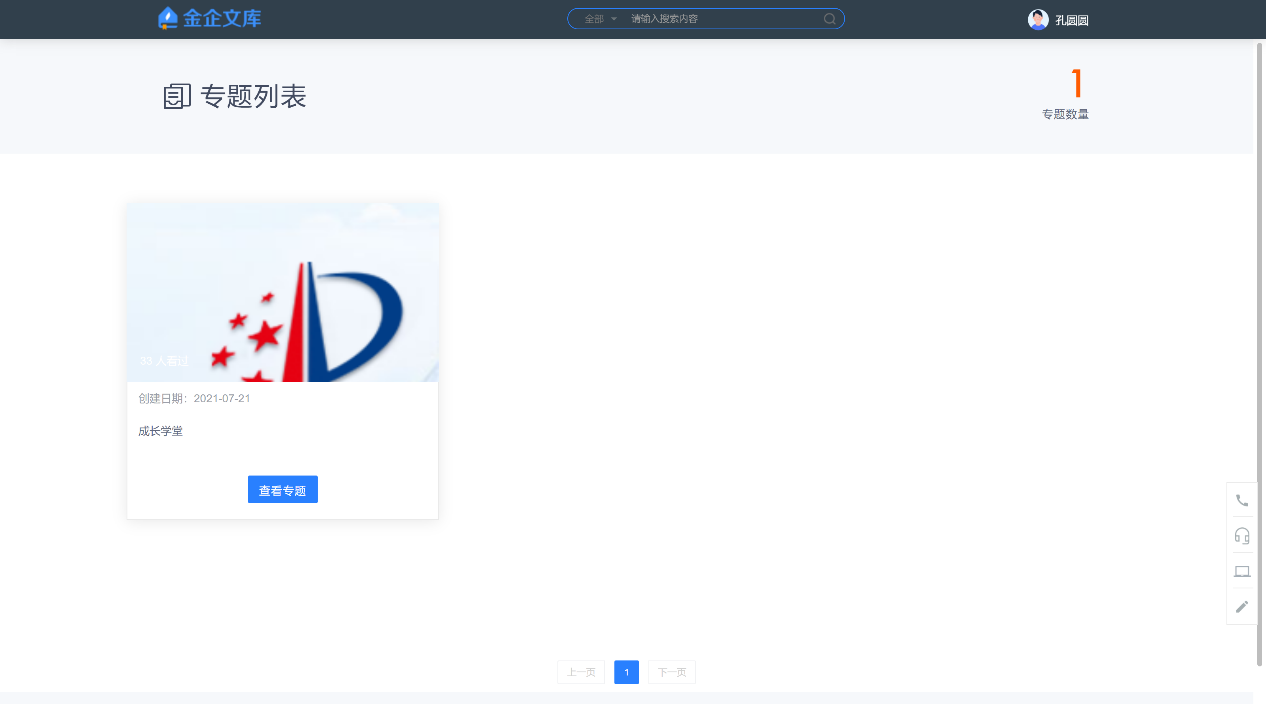 金企文库
全部
请输入搜索内容
孔圆圆
专题列表
1
专题数量
33 人看过
创建日期：2021-07-21
成长学堂
查看专题
上一页
1
下一页